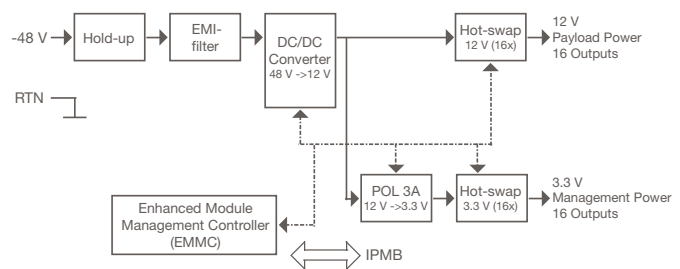 -48 V
Hold-up
EMI-
filter
DC/DC
Converter
48 V ->12 V
Hot-swap
12 V (16x)
12 V
Payload Power
16 Outputs
RTN
POL 3A
12 V ->3.3 V
Hot-swap
3.3 V (16x)
3.3 V
Management Power
16 Outputs
Enhanced Module
Management Controller
(EMMC)
IPMB